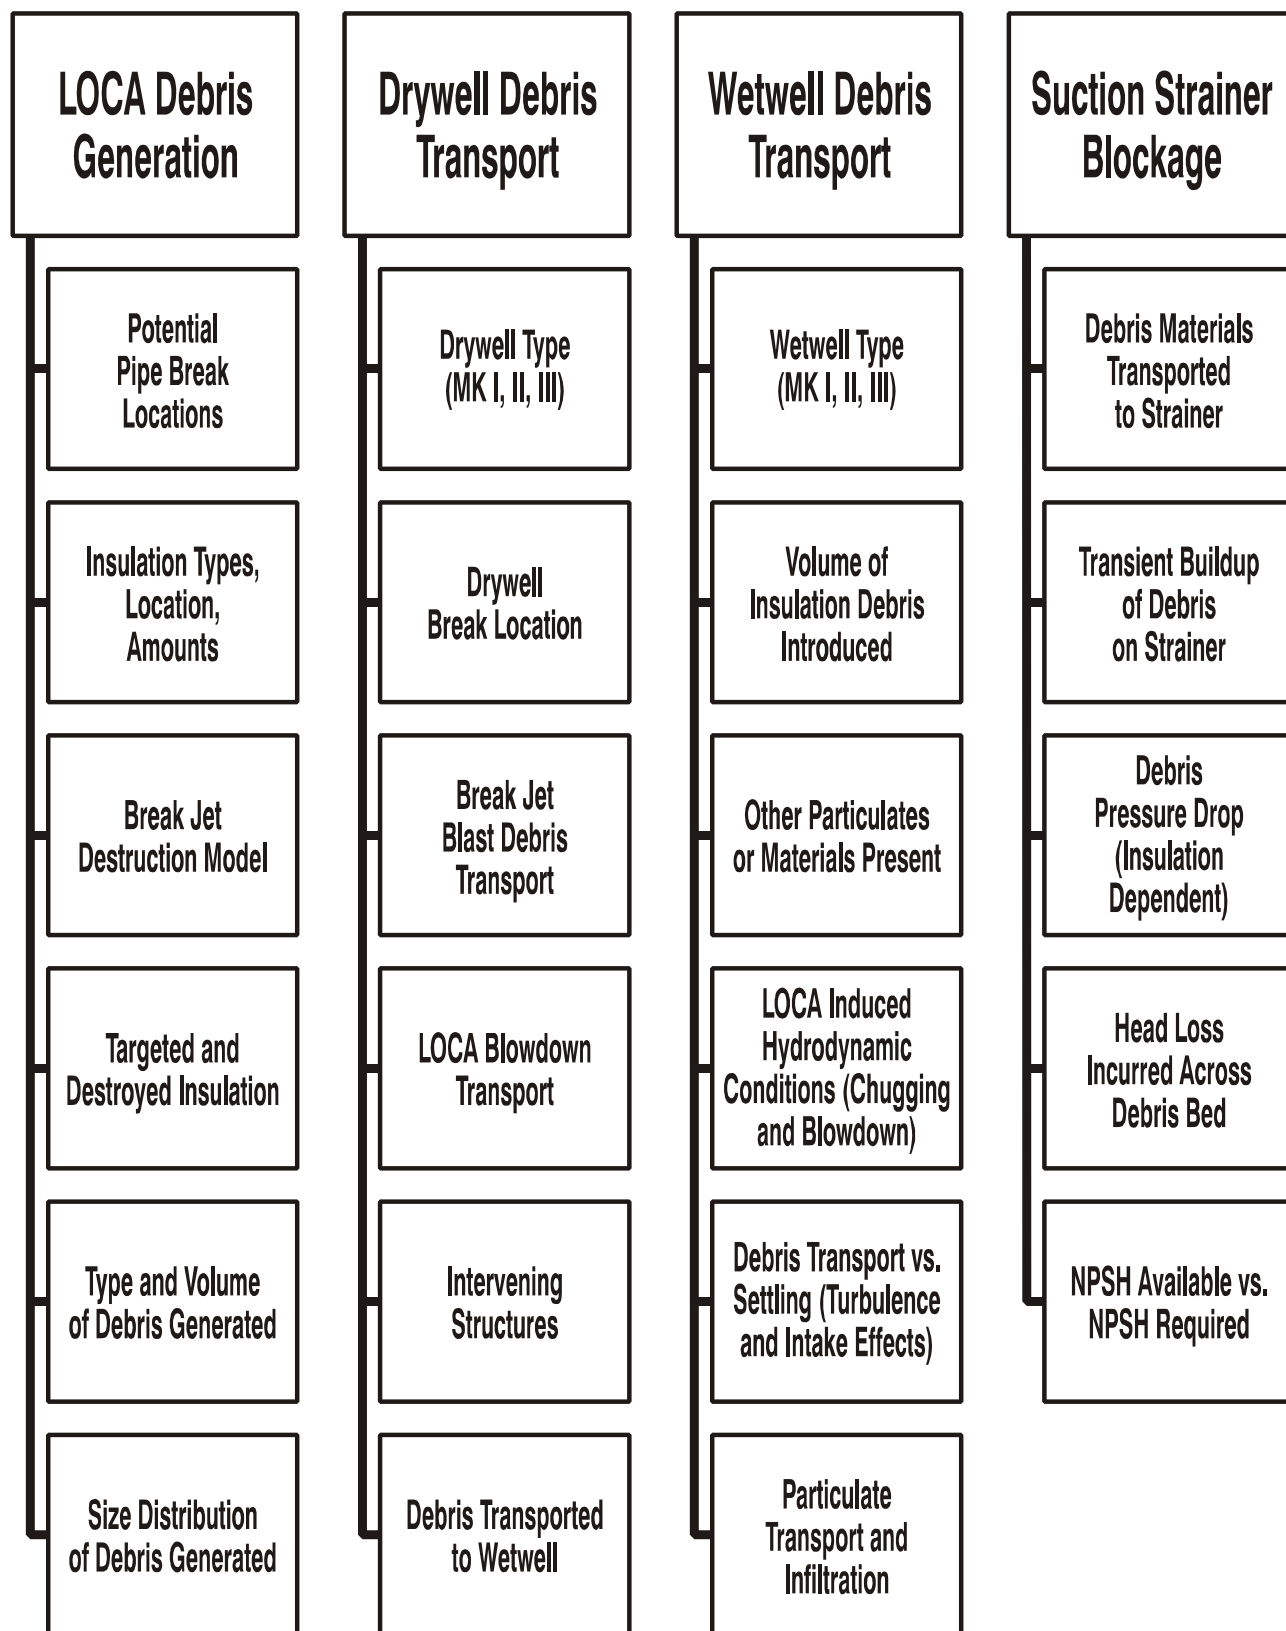 LOCA Debris
Generation
Potential
Pipe Break
Locations
Insulation Types,
Location,
Amounts
Break Jet
Destruction Model
Targeted and
Destroyed Insulation
Type and Volume
of Debris Generated
Size Distribution
of Debris Generated
Drywell Debris
Transport
Drywell Type
(MK I, II, III)
Drywell
Break Location
Break Jet
Blast Debris
Transport
LOCA Blowdown
Transport
Intervening
Structures
Debris Transported
to Wetwell
Wetwell Debris
Transport
Wetwell Type
(MK I, II, III)
Volume of
Insulation Debris
Introduced
Other Particulates
or Materials Present
LOCA Induced
Hydrodynamic
Conditions (Chugging
and Blowdown)
Debris Transport vs.
Settling (Turbulence
and Intake Effects)
Particulate
Transport and
Infiltration
Suction Strainer
Blockage
Debris Materials
Transported
to Strainer
Transient Buildup
of Debris
on Strainer
Debris
Pressure Drop
(Insulation
Dependent)
Head Loss
Incurred Across
Debris Bed
NPSH Available vs.
NPSH Required